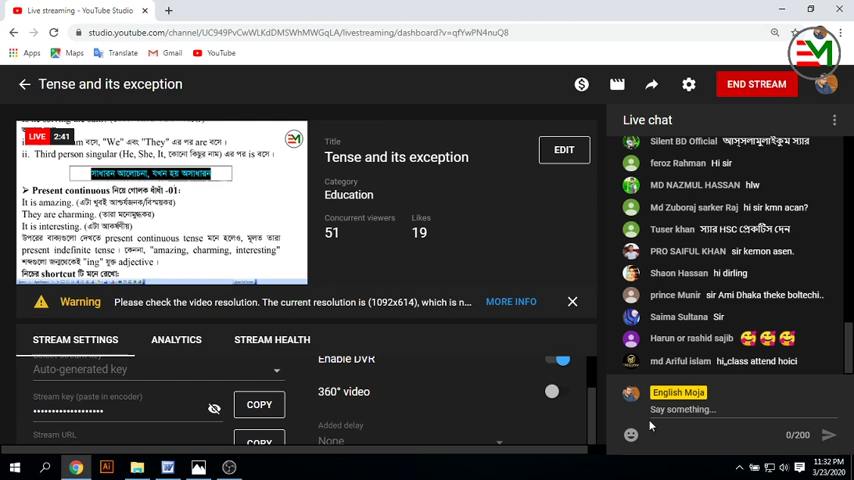 Live streaming - YouTube Studio
studio.youtube.com/channel/UC949PvCwWLKdDMSWhMWGqLA/livestreaming/dashboard?v=qfYwPN4nuQ8
Apps Maps Translate Gmail YouTube
EM
Tense and its exception
END STREAM
LIVE 2:41
am বসে, "We" এবং "They" এর পর are বসে।
ii. Third person singular (He, She, It, কোনো কিছুর নাম) এর পর is বসে।
সাধারন আলোচনা, যখন হয় অসাধারন
➢ Present continuous নিয়ে গোলক ধাঁধাঁ -01:
It is amazing. (এটা খুবই আশ্চর্যজনক/বিস্ময়কর)
They are charming. (তারা মনোমুগ্ধকর)
It is interesting. (এটা আকর্ষণীয়)
উপরের বাক্যগুলো দেখতে present continuous tense মনে হলেও, মূলত তারা
present indefinite tense । কেননা, "amazing, charming, interesting"
শব্দগুলো জন্মথেকেই "ing" যুক্ত adjective ।
নিচের shortcut টি মনে রেখো:
Title
Tense and its exception
EDIT
Category
Education
Concurrent viewers Likes
51 19
Warning Please check the video resolution. The current resolution is (1092x614), which is n... MORE INFO
STREAM SETTINGS ANALYTICS STREAM HEALTH
Auto-generated key
Stream key (paste in encoder)
•••••••••••••••••••
COPY
Stream URL
COPY
Enable DVR
360° video
Added delay
None
Live chat
Silent BD Official আস্সালামুলাইকুম স্যার
feroz Rahman Hi sir
MD NAZMUL HASSAN hlw
Md Zuboraj sarker Raj hi sir kmn acan?
Tuser khan স্যার HSC প্রেকটিস দেন
PRO SAIFUL KHAN sir kemon asen.
Shaon Hassan hi dirling
prince Munir sir Ami Dhaka theke boltechi..
Saima Sultana Sir
Harun or rashid sajib 🥰🥰🥰
md Ariful islam hi,,class attend hoici
English Moja
Say something...
0/200
11:32 PM
3/23/2020